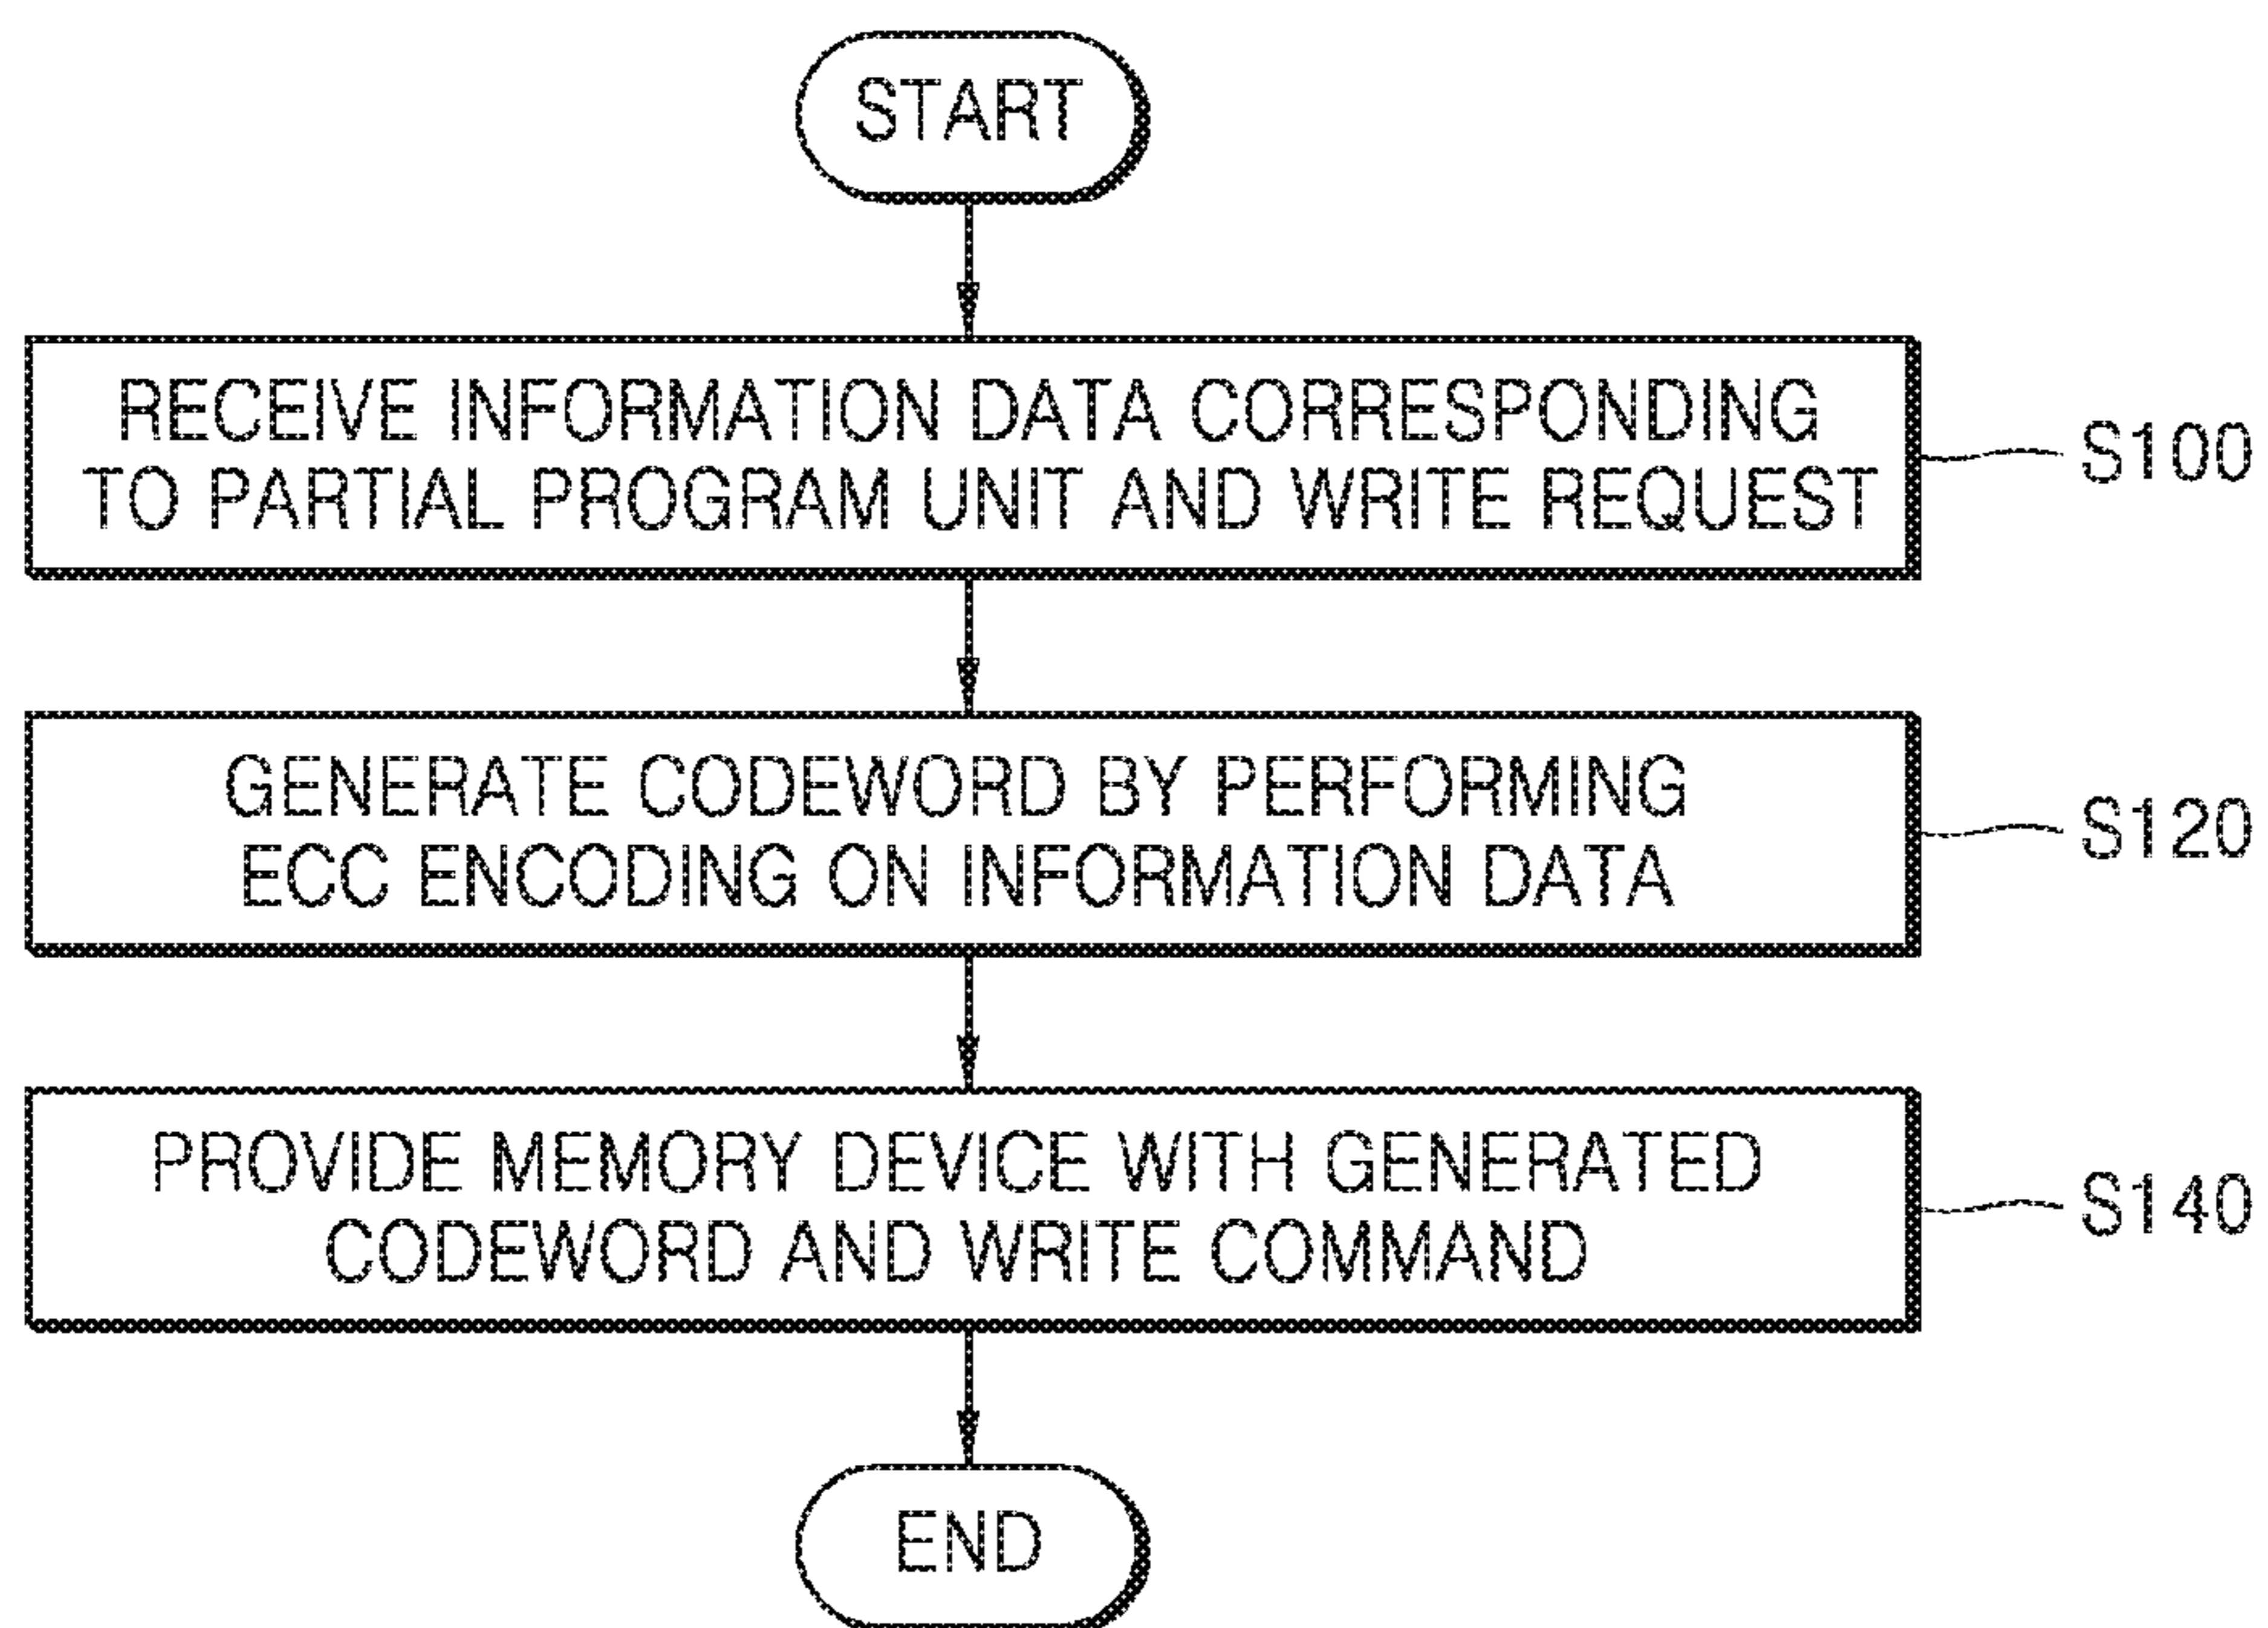 START
RECEIVE INFORMATION DATA CORRESPONDING
TO PARTIAL PROGRAM UNIT AND WRITE REQUEST
S100
GENERATE CODEWORD BY PERFORMING
ECC ENCODING ON INFORMATION DATA
S120
PROVIDE MEMORY DEVICE WITH GENERATED
CODEWORD AND WRITE COMMAND
S140
END